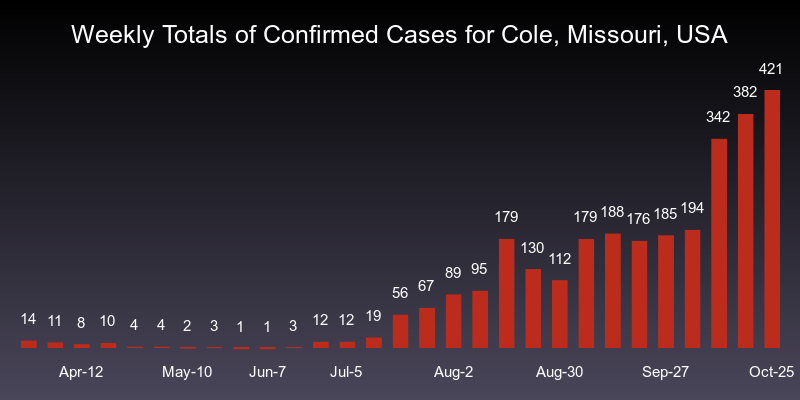 Weekly Totals of Confirmed Cases for Cole, Missouri, USA
14 11 8 10 4 4 2 3 1 1 3 12 12 19 56 67 89 95 179 130 112 179 188 176 185 194 342 382 421
Apr-12 May-10 Jun-7 Jul-5 Aug-2 Aug-30 Sep-27 Oct-25